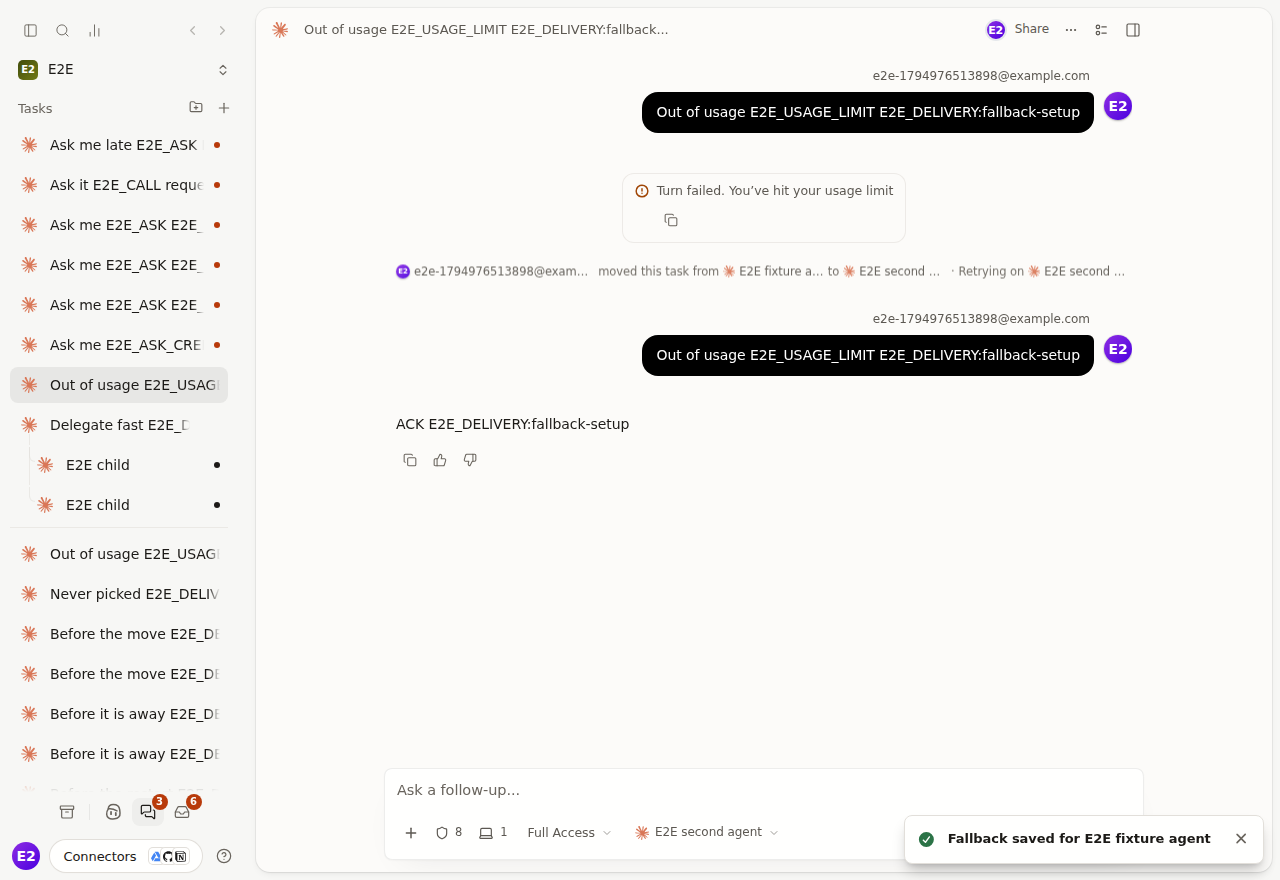 Out of usage E2E_USAGE_LIMIT E2E_DELIVERY:fallback...
E2 Share
E2 E2E
Tasks
Ask me late E2E_ASK
Ask it E2E_CALL reque
Ask me E2E_ASK E2E_
Ask me E2E_ASK E2E_
Ask me E2E_ASK E2E_
Ask me E2E_ASK_CRE
Out of usage E2E_USAG
Delegate fast E2E_D
E2E child
E2E child
Out of usage E2E_USAG
Never picked E2E_DELIV
Before the move E2E_DE
Before the move E2E_DE
Before it is away E2E_DE
Before it is away E2E_DE
3 6
E2 Connectors
e2e-1794976513898@example.com
Out of usage E2E_USAGE_LIMIT E2E_DELIVERY:fallback-setup E2
Turn failed. You’ve hit your usage limit
E2 e2e-1794976513898@exam... moved this task from E2E fixture a... to E2E second ... · Retrying on E2E second ...
e2e-1794976513898@example.com
Out of usage E2E_USAGE_LIMIT E2E_DELIVERY:fallback-setup E2
ACK E2E_DELIVERY:fallback-setup
Ask a follow-up...
8 1 Full Access E2E second agent
Fallback saved for E2E fixture agent